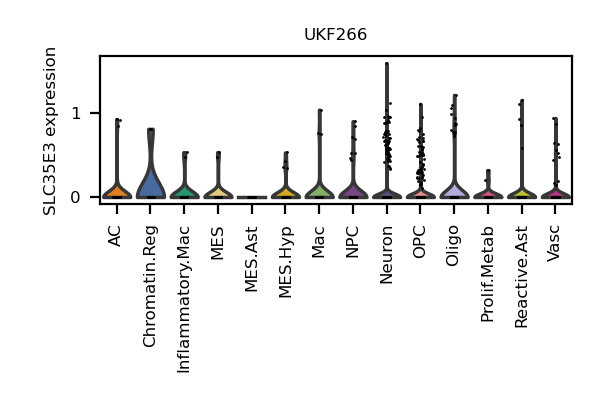 UKF266
SLC35E3 expression
1
0
AC
Chromatin.Reg
Inflammatory.Mac
MES
MES.Ast
MES.Hyp
Mac
NPC
Neuron
OPC
Oligo
Prolif.Metab
Reactive.Ast
Vasc